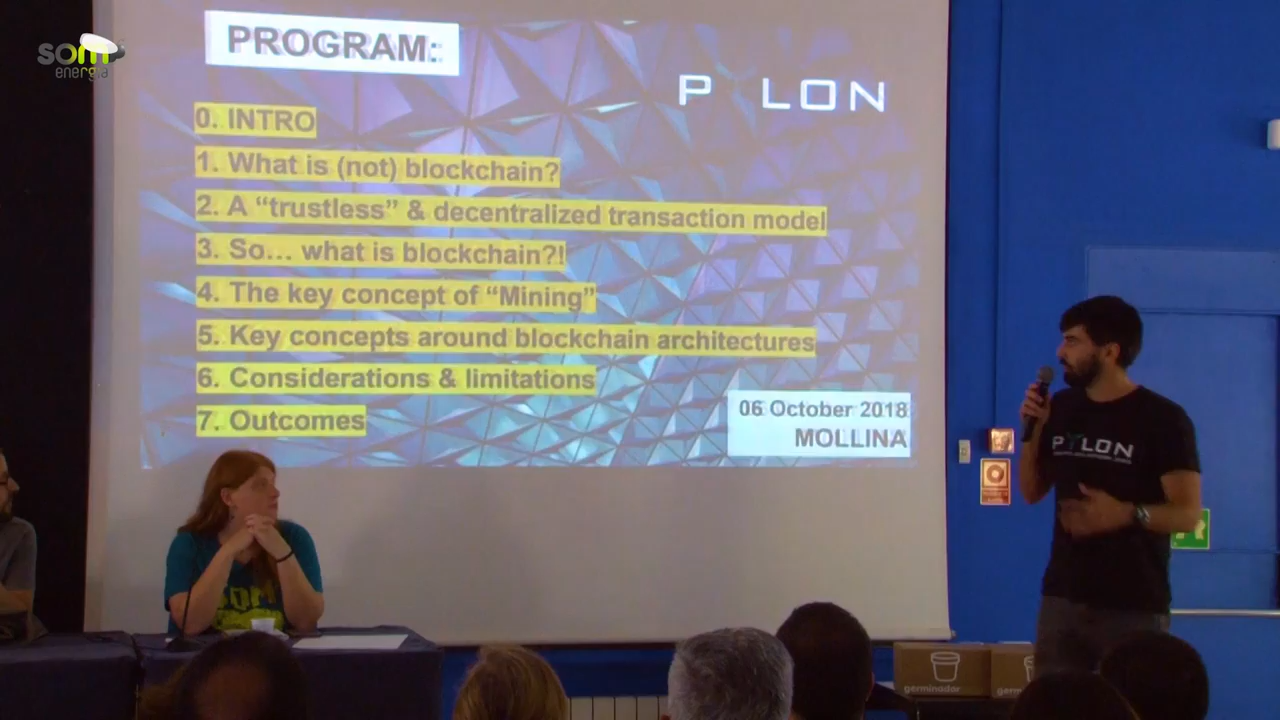 som
energia
PROGRAM:
P Y LON
0. INTRO
1. What is (not) blockchain?
2. A “trustless” & decentralized transaction model
3. So... what is blockchain?!
4. The key concept of “Mining”
5. Key concepts around blockchain architectures
6. Considerations & limitations
7. Outcomes
06 October 2018
MOLLINA
PYLON
SOM
germinador
germ